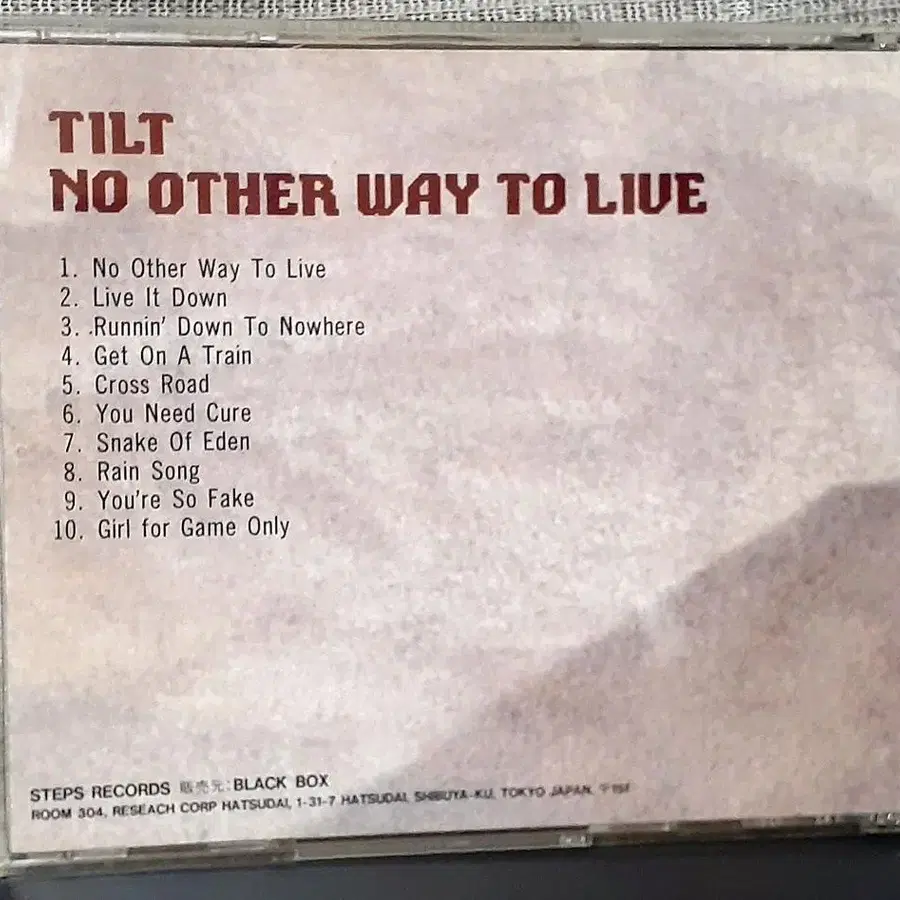 TILT
NO OTHER WAY TO LIVE
1. No Other Way To Live
2. Live It Down
3. Runnin' Down To Nowhere
4. Get On A Train
5. Cross Road
6. You Need Cure
7. Snake Of Eden
8. Rain Song
9. You're So Fake
10. Girl for Game Only
STEPS RECORDS 販売元:BLACK BOX
ROOM 304, RESEACH CORP HATSUDAI, 1-31-7 HATSUDAI, SHIBUYA-KU, TOKYO JAPAN. 〒151